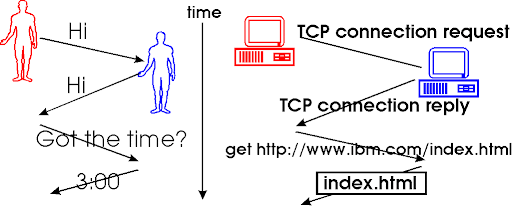 Hi
Hi
Got the time?
3:00
time
TCP connection request
TCP connection reply
get http://www.ibm.com/index.html
index.html